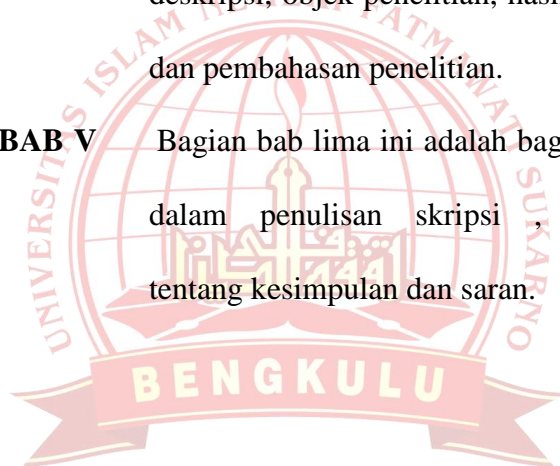 deskripsi, objek penelitian, hasil
dan pembahasan penelitian.
BAB V Bagian bab lima ini adalah bag
dalam penulisan skripsi ,
tentang kesimpulan dan saran.
UNIVERSITAS ISLAM NEGERI FATMAWATI SUKARNO
BENGKULU